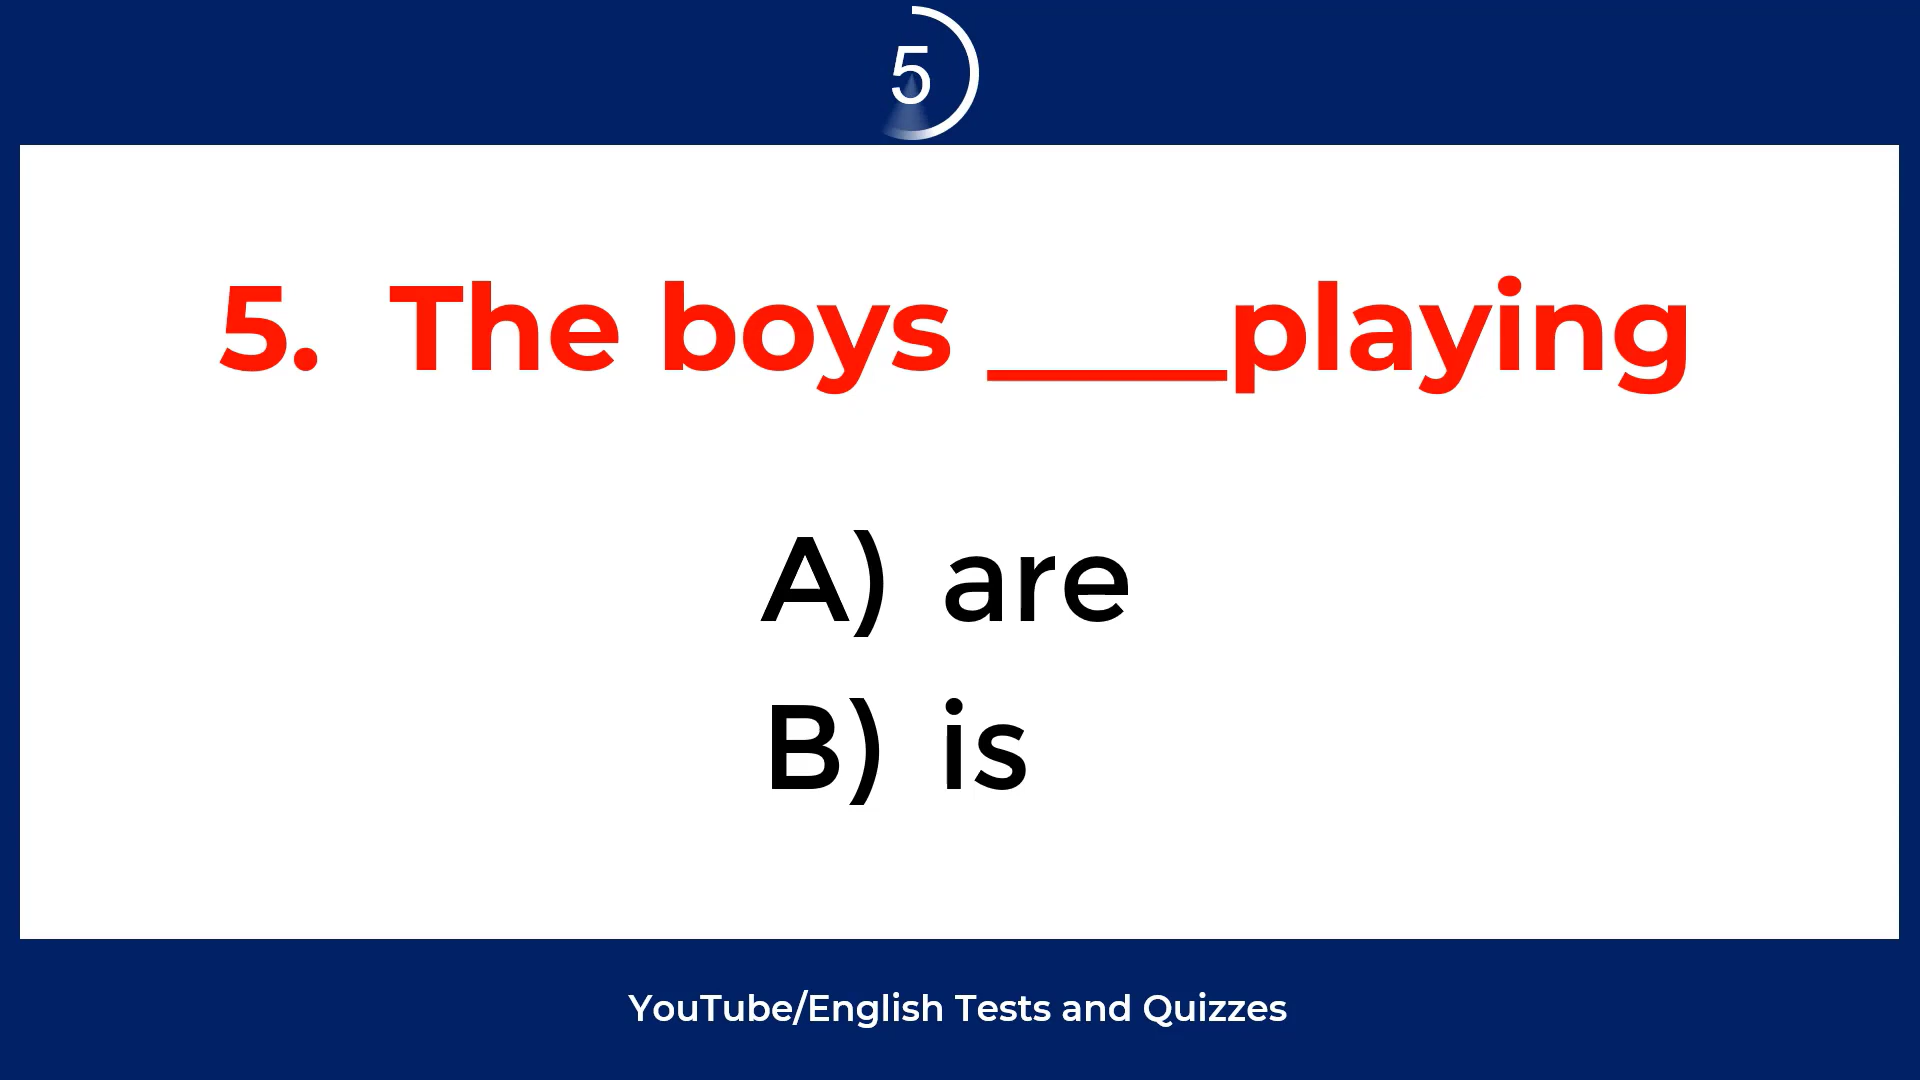 5
5. The boys ____playing
A) are
B) is
YouTube/English Tests and Quizzes